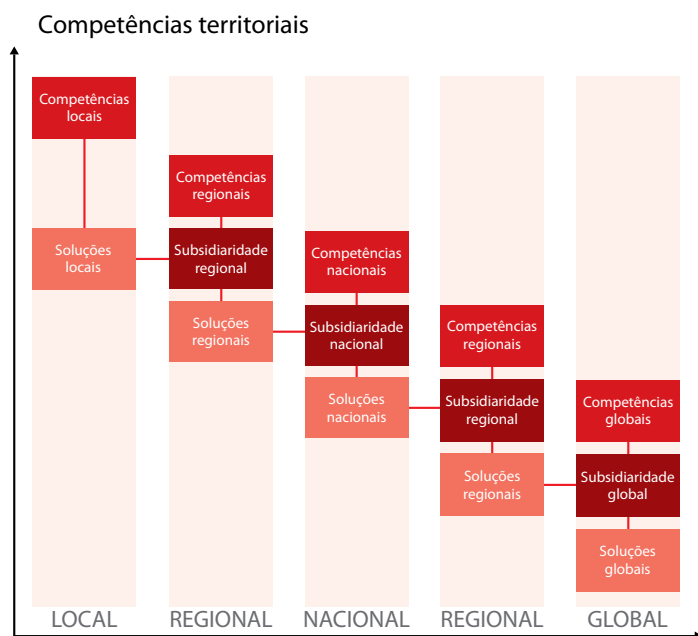 Competências territoriais
Competências
locais
Soluções
locais
Competências
regionais
Subsidiaridade
regional
Soluções
regionais
Competências
nacionais
Subsidiaridade
nacional
Soluções
nacionais
Competências
regionais
Subsidiaridade
regional
Soluções
regionais
Competências
globais
Subsidiaridade
global
Soluções
globais
LOCAL
REGIONAL
NACIONAL
REGIONAL
GLOBAL